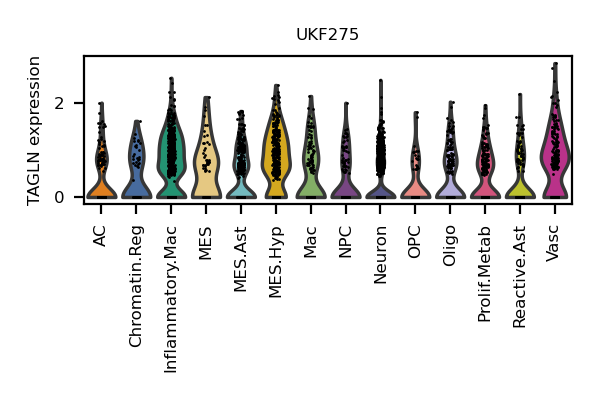 UKF275
TAGLN expression
2
0
AC
Chromatin.Reg
Inflammatory.Mac
MES
MES.Ast
MES.Hyp
Mac
NPC
Neuron
OPC
Oligo
Prolif.Metab
Reactive.Ast
Vasc